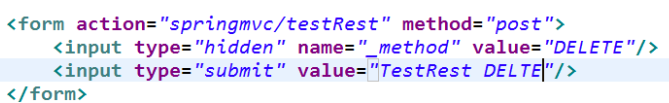 <form action="springmvc/testRest" method="post">
<input type="hidden" name="_method" value="DELETE"/>
<input type="submit" value="TestRest DELTE"/>
</form>